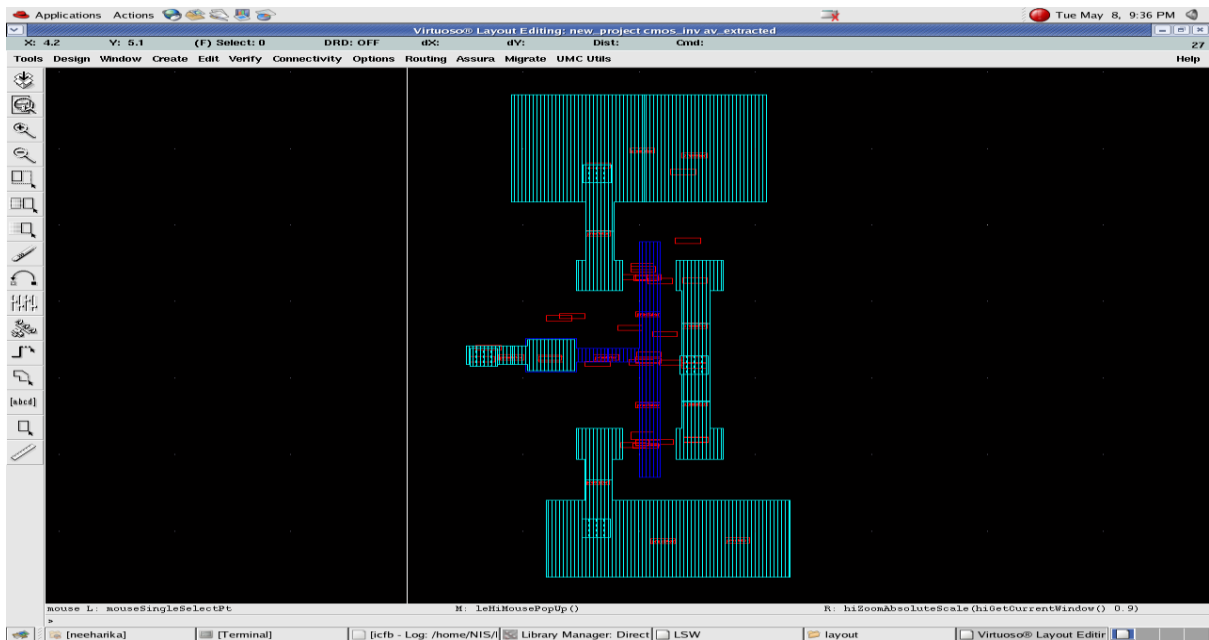 Applications Actions Tue May 8, 9:36 PM
Virtuoso® Layout Editing: new_project cmos_inv av_extracted
X: 4.2 Y: 5.1 (F) Select: 0 DRD: OFF dX: dY: Dist: Cmd: 27
Tools Design Window Create Edit Verify Connectivity Options Routing Assura Migrate UMC Utils Help
[abcd]
mouse L: mouseSingleSelectPt M: leHiMousePopUp() R: hiZoomAbsoluteScale(hiGetCurrentWindow() 0.9)
>
[neeharika] [Terminal] [icfb - Log: /home/NIS/l Library Manager: Direct LSW layout Virtuoso® Layout Editir